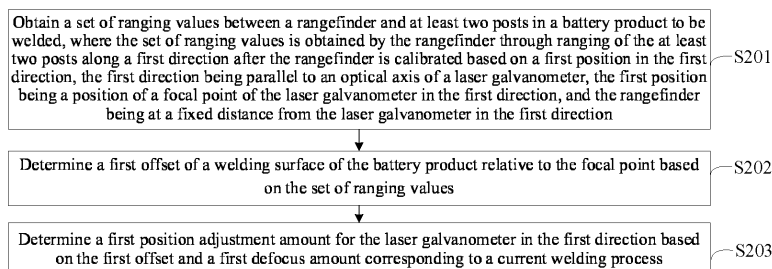 Obtain a set of ranging values between a rangefinder and at least two posts in a battery product to be
welded, where the set of ranging values is obtained by the rangefinder through ranging of the at least
two posts along a first direction after the rangefinder is calibrated based on a first position in the first
direction, the first direction being parallel to an optical axis of a laser galvanometer, the first position
being a position of a focal point of the laser galvanometer in the first direction, and the rangefinder
being at a fixed distance from the laser galvanometer in the first direction
S201
Determine a first offset of a welding surface of the battery product relative to the focal point based
on the set of ranging values
S202
Determine a first position adjustment amount for the laser galvanometer in the first direction based
on the first offset and a first defocus amount corresponding to a current welding process
S203